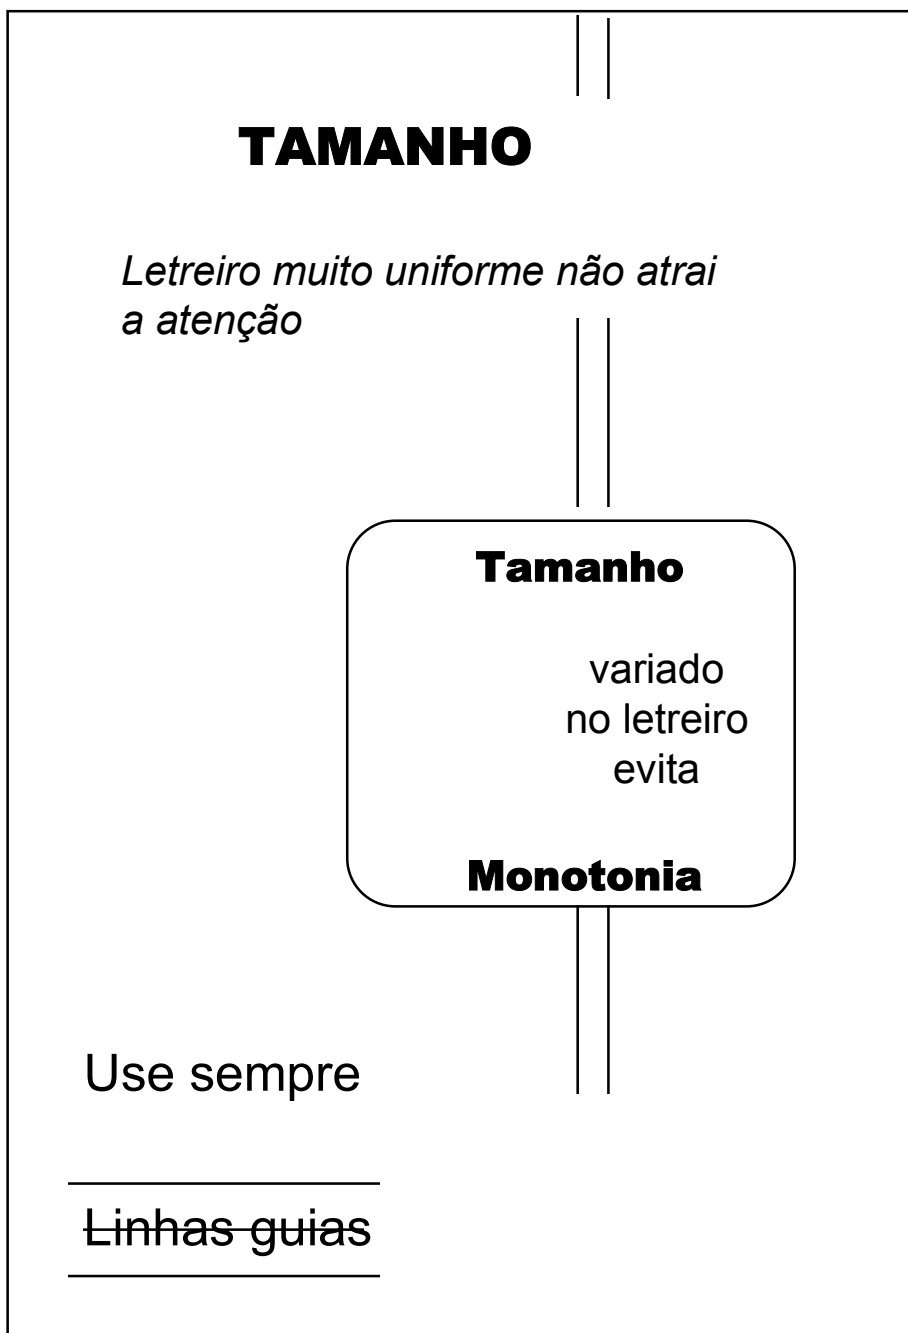 TAMANHO
Letreiro muito uniforme não atrai
a atenção
Tamanho
variado
no letreiro
evita
Monotonia
Use sempre
Linhas guias